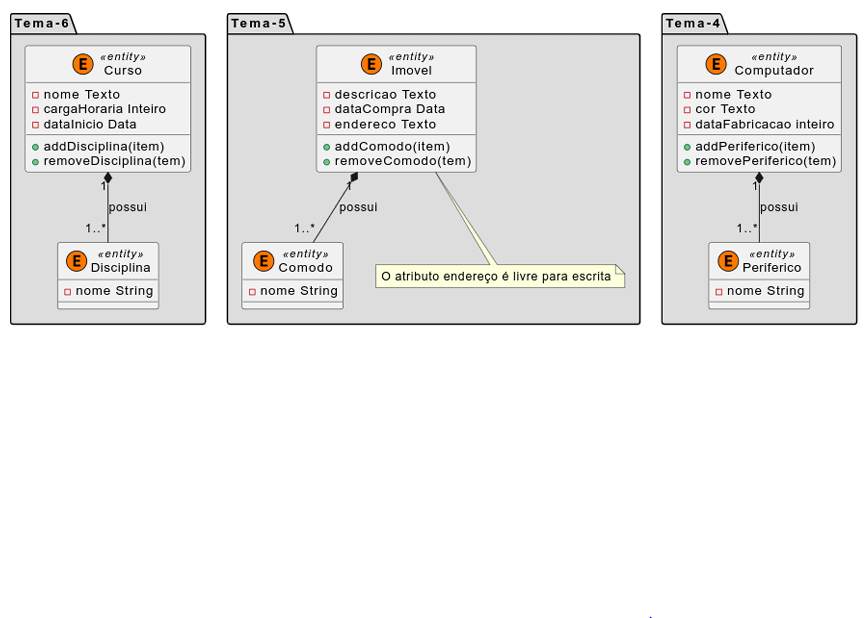 Tema-6
E
«entity»
Curso
nome Texto
cargaHoraria Inteiro
dataInicio Data
addDisciplina(item)
removeDisciplina(tem)
1
possui
1..*
E
«entity»
Disciplina
nome String
Tema-5
E
«entity»
Imovel
descricao Texto
dataCompra Data
endereco Texto
addComodo(item)
removeComodo(tem)
1
possui
1..*
E
«entity»
Comodo
nome String
O atributo endereço é livre para escrita
Tema-4
E
«entity»
Computador
nome Texto
cor Texto
dataFabricacao inteiro
addPeriferico(item)
removePeriferico(tem)
1
possui
1..*
E
«entity»
Periferico
nome String
.